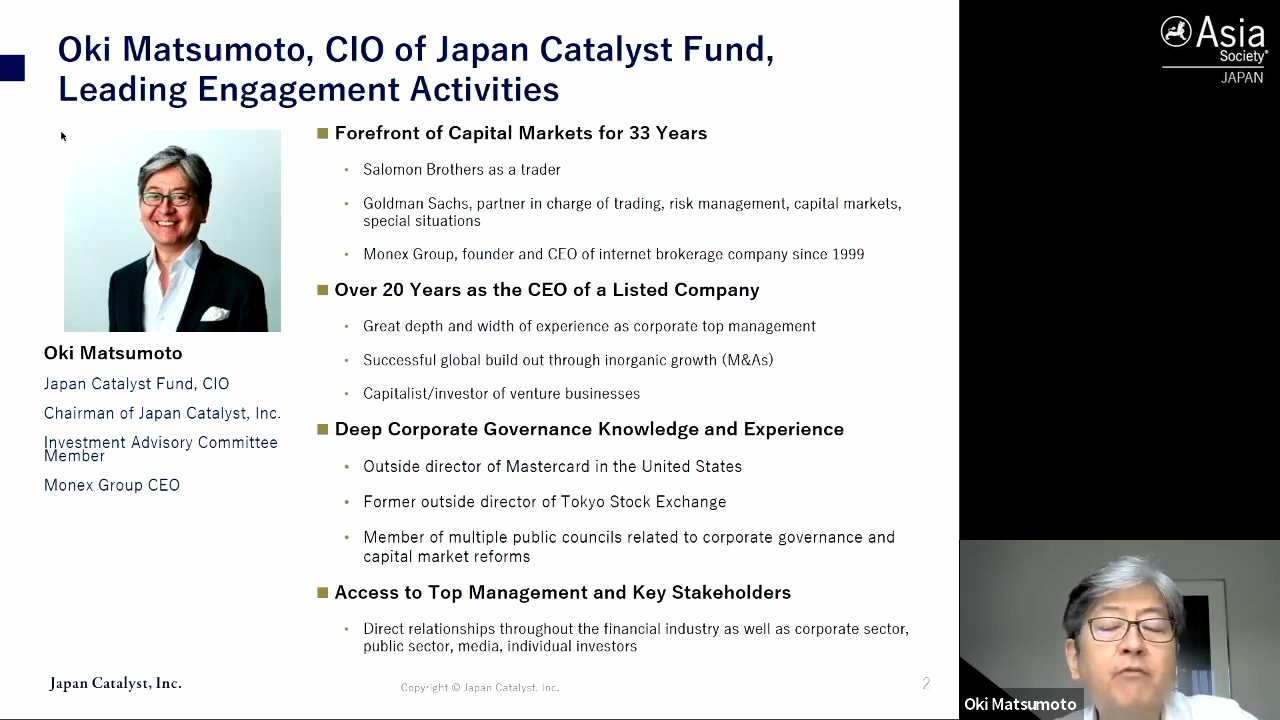 Oki Matsumoto, CIO of Japan Catalyst Fund,
Leading Engagement Activities
Oki Matsumoto
Japan Catalyst Fund, CIO
Chairman of Japan Catalyst, Inc.
Investment Advisory Committee
Member
Monex Group CEO
Forefront of Capital Markets for 33 Years
Salomon Brothers as a trader
Goldman Sachs, partner in charge of trading, risk management, capital markets,
special situations
Monex Group, founder and CEO of internet brokerage company since 1999
Over 20 Years as the CEO of a Listed Company
Great depth and width of experience as corporate top management
Successful global build out through inorganic growth (M&As)
Capitalist/investor of venture businesses
Deep Corporate Governance Knowledge and Experience
Outside director of Mastercard in the United States
Former outside director of Tokyo Stock Exchange
Member of multiple public councils related to corporate governance and
capital market reforms
Access to Top Management and Key Stakeholders
Direct relationships throughout the financial industry as well as corporate sector,
public sector, media, individual investors
Japan Catalyst, Inc.
Copyright © Japan Catalyst, Inc.
2
Asia
Society®
JAPAN
Oki Matsumoto